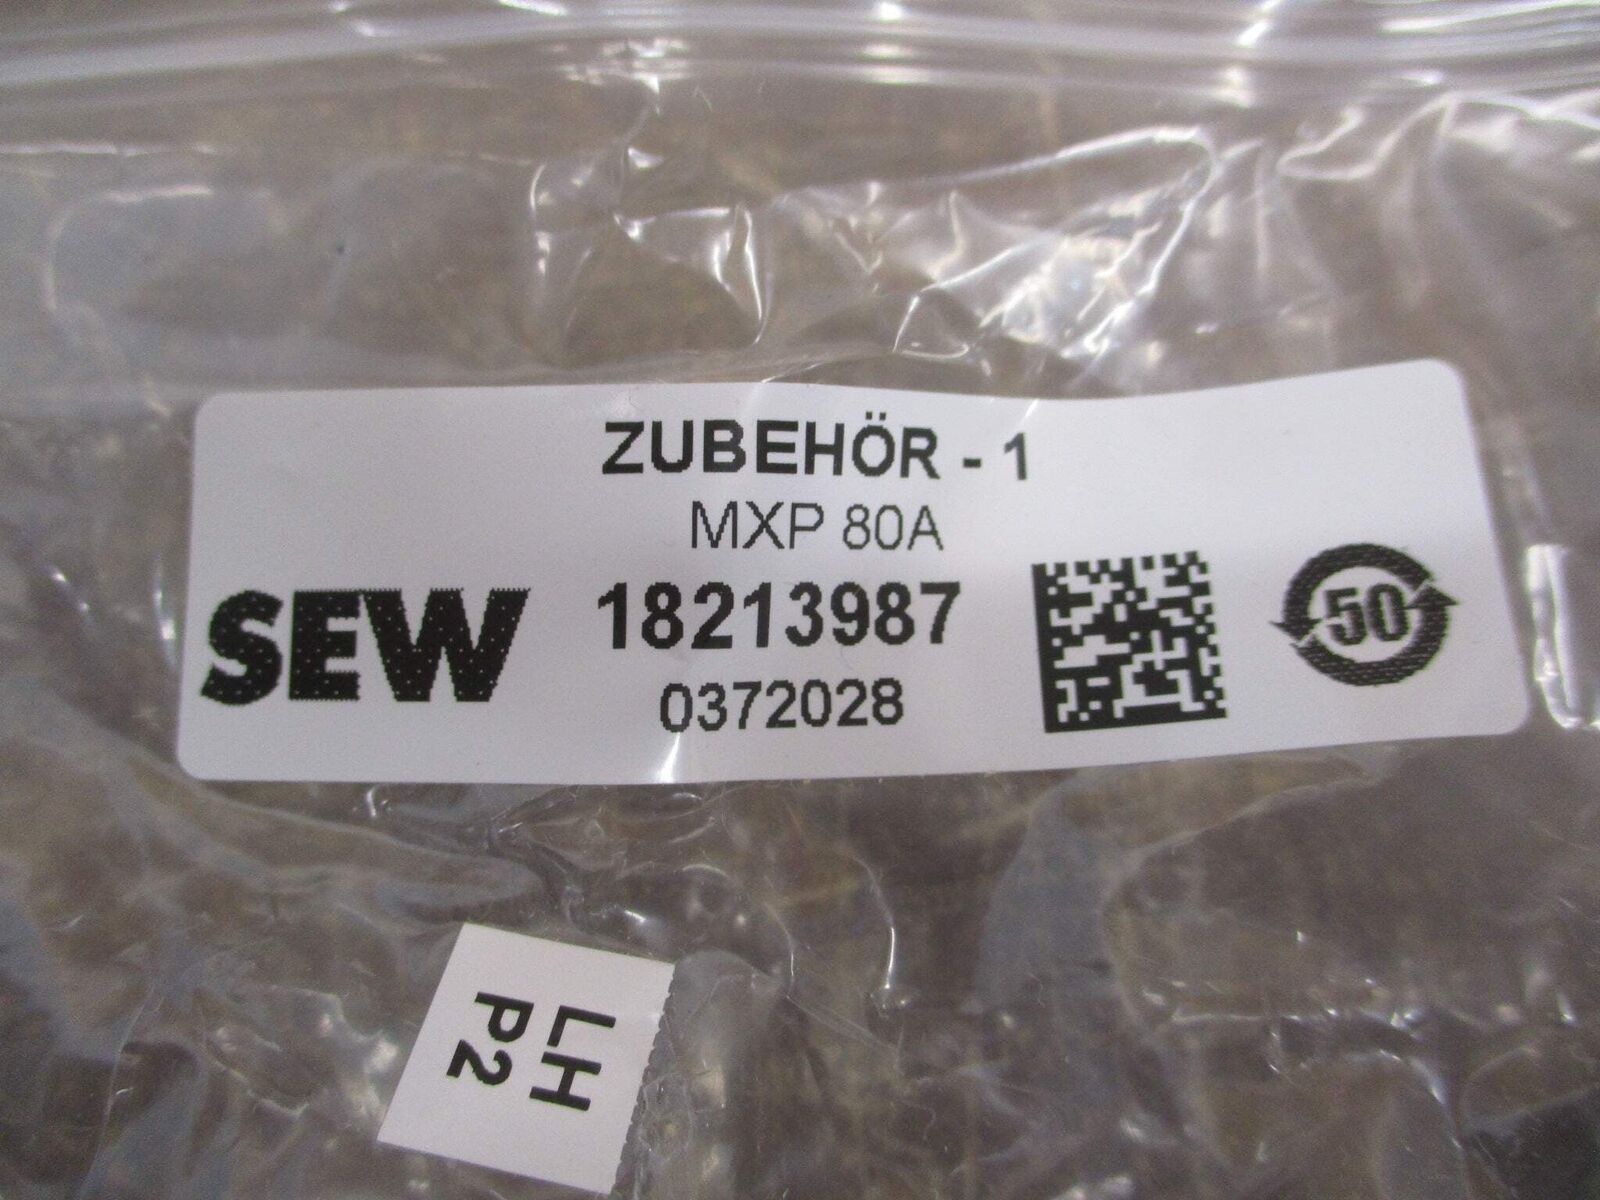 ZUBEHÖR - 1
MXP 80A
SEW
18213987
0372028
50
LH
P2